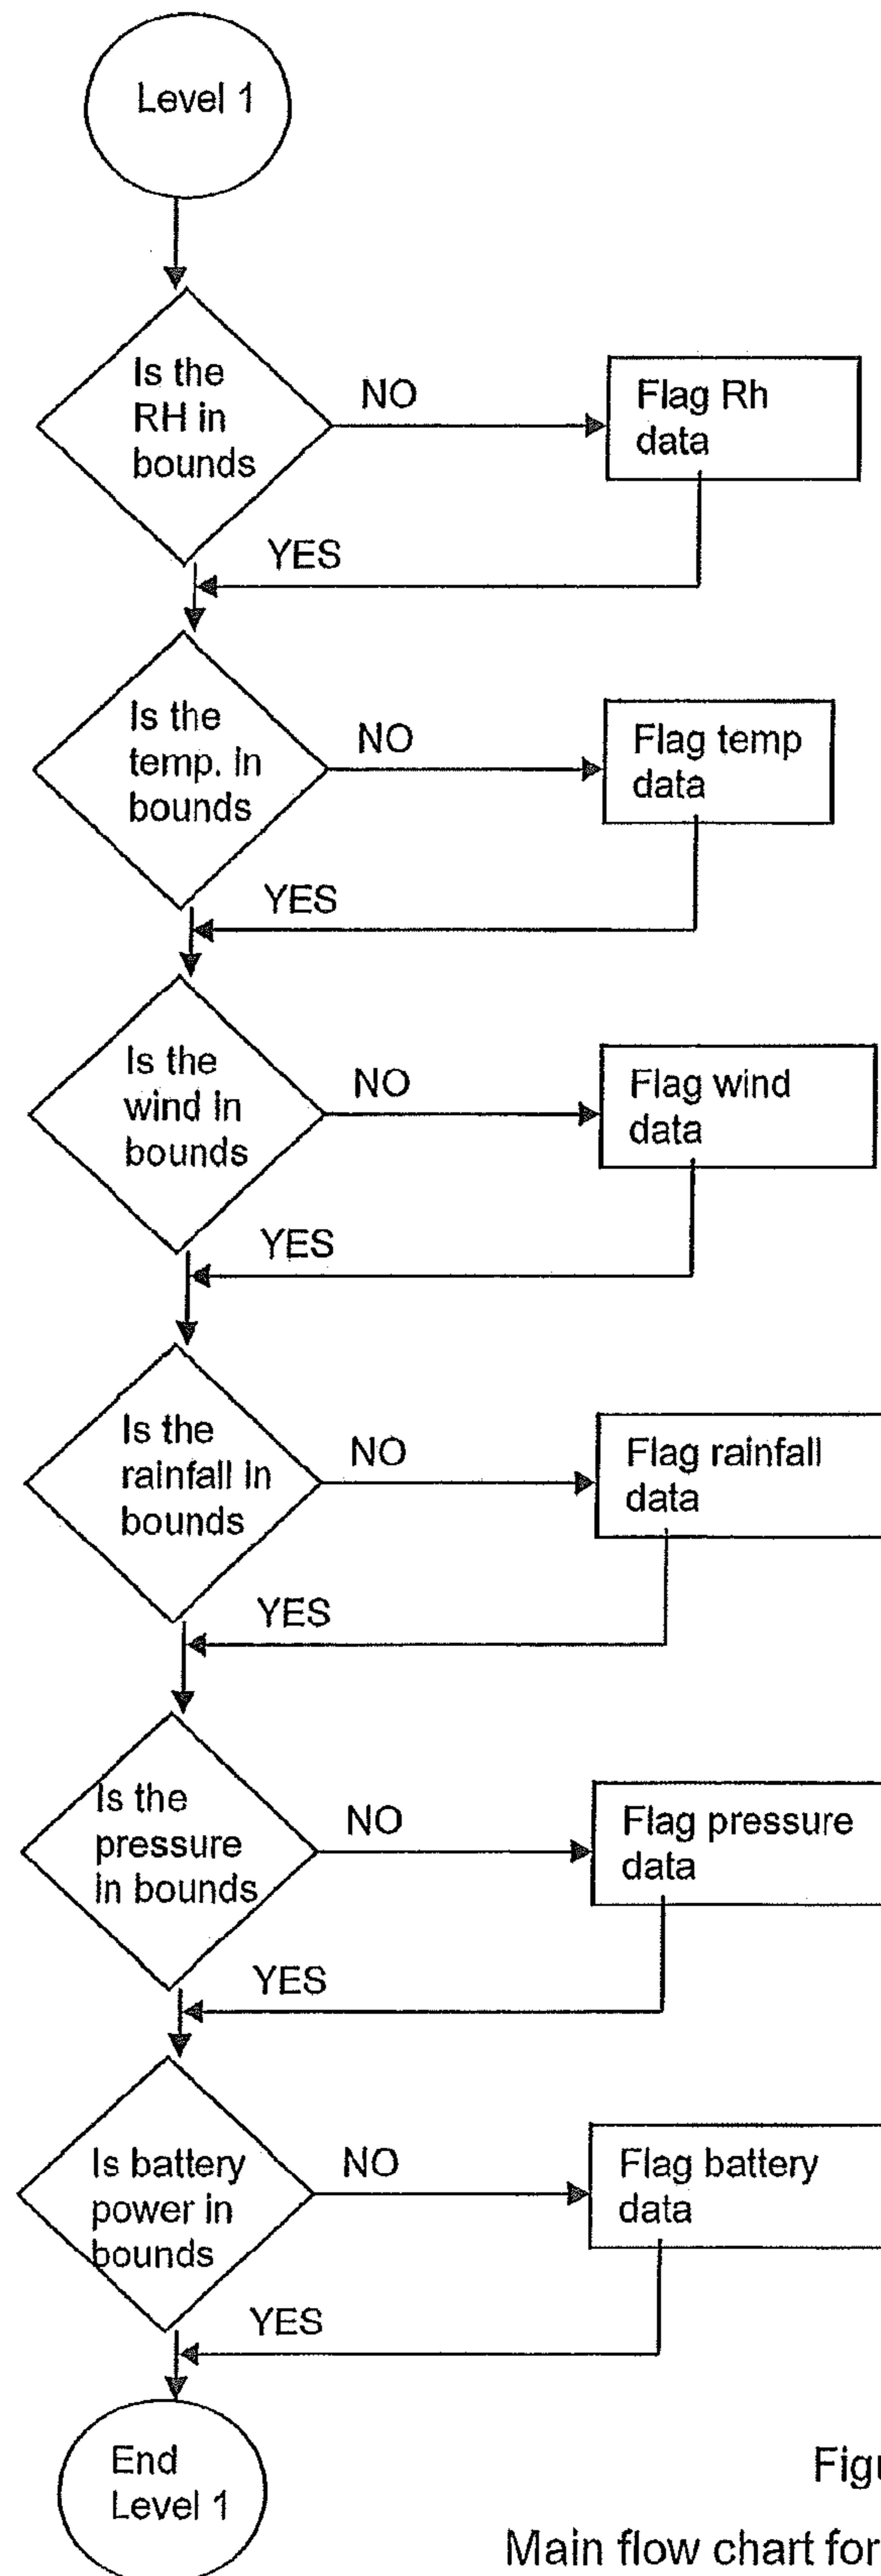 Level 1
Is the
RH in
bounds
NO
Flag Rh
data
YES
Is the
temp. in
bounds
NO
Flag temp
data
YES
Is the
wind in
bounds
NO
Flag wind
data
YES
Is the
rainfall in
bounds
NO
Flag rainfall
data
YES
Is the
pressure
in bounds
NO
Flag pressure
data
YES
Is battery
power in
bounds
NO
Flag battery
data
YES
End
Level 1
Main flow chart for